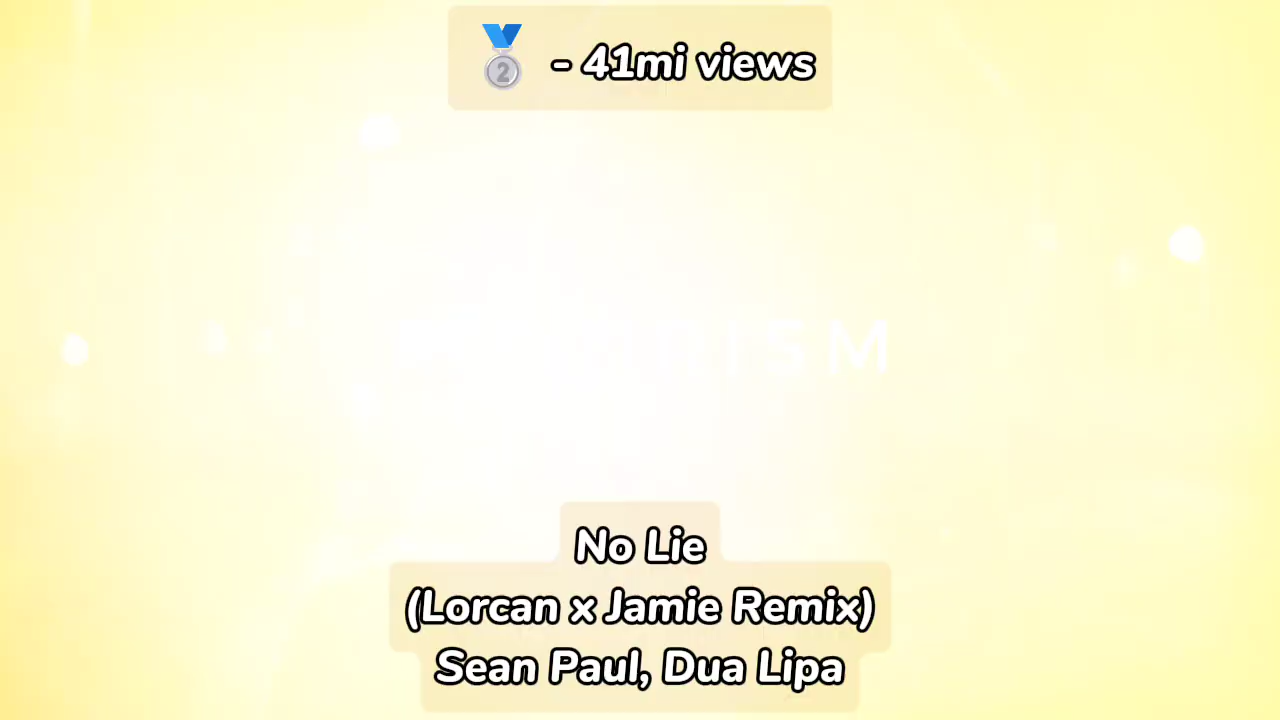 🥈 - 41mi views
No Lie
(Lorcan x Jamie Remix)
Sean Paul, Dua Lipa